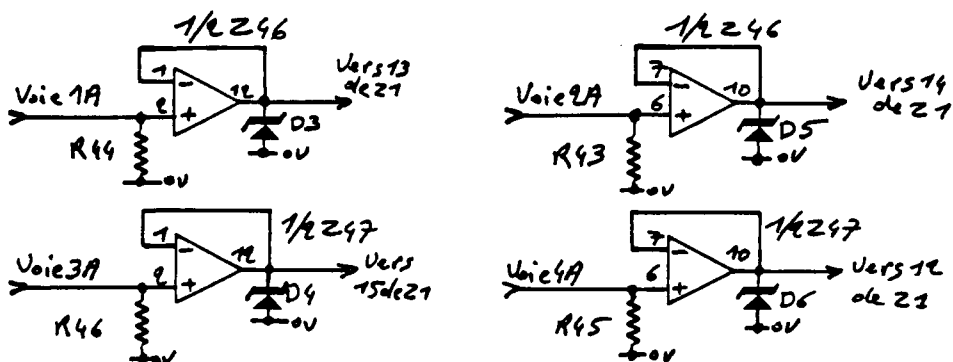 1/2 Z46
1
-
Voie 1A
2
+
12
Vers 13
de Z1
D3
0V
R44
0V
1/2 Z46
7
-
Voie 2A
6
+
10
Vers 14
de Z1
D5
0V
R43
0V
1/2 Z47
1
-
Voie 3A
2
+
12
Vers
15 de Z1
D4
0V
R46
0V
1/2 Z47
7
-
Voie 4A
6
+
10
Vers 12
de Z1
D6
0V
R45
0V